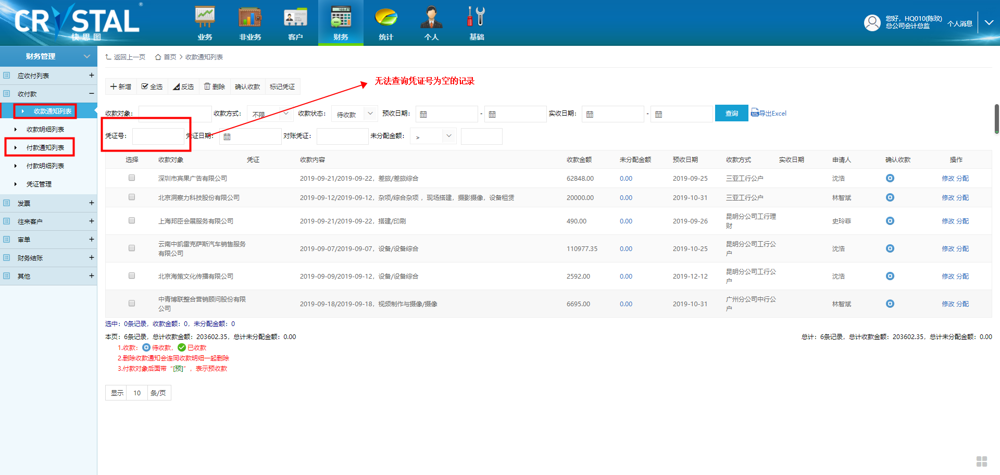 CRYSTAL ®
快思图
业务
非业务
客户
财务
统计
个人
基础
您好，HQ010(陈玟)
总公司会计总监
个人消息
财务管理
应收付列表 +
收付款 −
收款通知列表
收款明细列表
付款通知列表
付款明细列表
凭证管理
发票 +
往来客户 +
审单 +
财务结账 +
其他 +
返回上一页 首页 > 收款通知列表
新增 全选 反选 删除 确认收款 标记凭证
无法查询凭证号为空的记录
收款对象： 收款方式： 不限 收款状态： 待收款 预收日期： - 实收日期： - 查询 导出Excel
凭证号： 凭证日期： 对账凭证： 未分配金额： >
选择 收款对象 凭证 收款内容 收款金额 未分配金额 预收日期 收款方式 实收日期 申请人 确认收款 操作
深圳市宾果广告有限公司 2019-09-21/2019-09-22，差旅/差旅综合 62848.00 0.00 2019-09-25 三亚工行公户 沈浩 修改 分配
北京洞察力科技股份有限公司 2019-09-12/2019-09-12，杂项/综合杂项 ，现场搭建，摄影摄像，设备租赁 20000.00 0.00 2019-10-31 三亚工行公户 林智斌 修改 分配
上海邦臣会展服务有限公司 2019-09-21/2019-09-22，搭建/印刷 490.00 0.00 2019-09-26 昆明分公司工行理
财 史玲菲 修改 分配
云南中凯雷克萨斯汽车销售服务
有限公司 2019-09-07/2019-09-07，设备/设备综合 110977.35 0.00 2019-10-25 昆明分公司工行公
户 沈浩 修改 分配
北京海策文化传播有限公司 2019-09-09/2019-09-12，设备/设备综合 2592.00 0.00 2019-12-12 昆明分公司工行公
户 沈浩 修改 分配
中青博联整合营销顾问股份有限
公司 2019-09-18/2019-09-18，视频制作与摄像/摄像 6695.00 0.00 2019-10-31 广州分公司中行公
户 林智斌 修改 分配
选中：0条记录，收款金额：0，未分配金额：0
本页：6条记录，总计收款金额：203602.35，总计未分配金额：0.00
总计：6条记录，总计收款金额：203602.35，总计未分配金额：0.00
1.收款： 待收款， 已收款
2.删除收款通知会连同收款明细一起删除
3.付款对象后面带“[预]”，表示预收款
显示 10 条/页